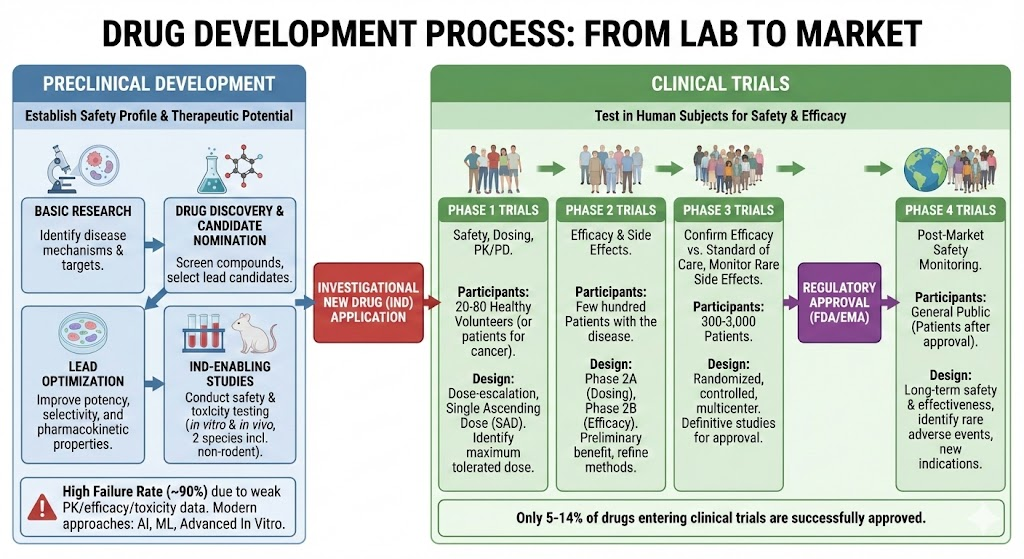 DRUG DEVELOPMENT PROCESS: FROM LAB TO MARKET
PRECLINICAL DEVELOPMENT
Establish Safety Profile & Therapeutic Potential
BASIC RESEARCH
Identify disease
mechanisms &
targets.
DRUG DISCOVERY &
CANDIDATE
NOMINATION
Screen compounds,
select lead candidates.
LEAD
OPTIMIZATION
Improve potency,
selectivity, and
pharmacokinetic
properties.
IND-ENABLING
STUDIES
Conduct safety &
toxicity testing
(in vitro & in vivo,
2 species incl.
non-rodent).
High Failure Rate (~90%) due to weak
PK/efficacy/toxicity data. Modern
approaches: AI, ML, Advanced In Vitro.
INVESTIGATIONAL
NEW DRUG (IND)
APPLICATION
CLINICAL TRIALS
Test in Human Subjects for Safety & Efficacy
PHASE 1 TRIALS
Safety, Dosing,
PK/PD.
Participants:
20-80 Healthy
Volunteers (or
patients for
cancer).
Design:
Dose-escalation,
Single Ascending
Dose (SAD).
Identify
maximum
tolerated dose.
PHASE 2 TRIALS
Efficacy & Side
Effects.
Participants:
Few hundred
Patients with the
disease.
Design:
Phase 2A
(Dosing),
Phase 2B
(Efficacy).
Preliminary
benefit, refine
methods.
PHASE 3 TRIALS
Confirm Efficacy
vs. Standard of
Care, Monitor Rare
Side Effects.
Participants:
300-3,000
Patients.
Design:
Randomized,
controlled,
multicenter.
Definitive studies
for approval.
REGULATORY
APPROVAL
(FDA/EMA)
PHASE 4 TRIALS
Post-Market
Safety
Monitoring.
Participants:
General Public
(Patients after
approval).
Design:
Long-term safety
& effectiveness,
identify rare
adverse events,
new
indications.
Only 5-14% of drugs entering clinical trials are successfully approved.